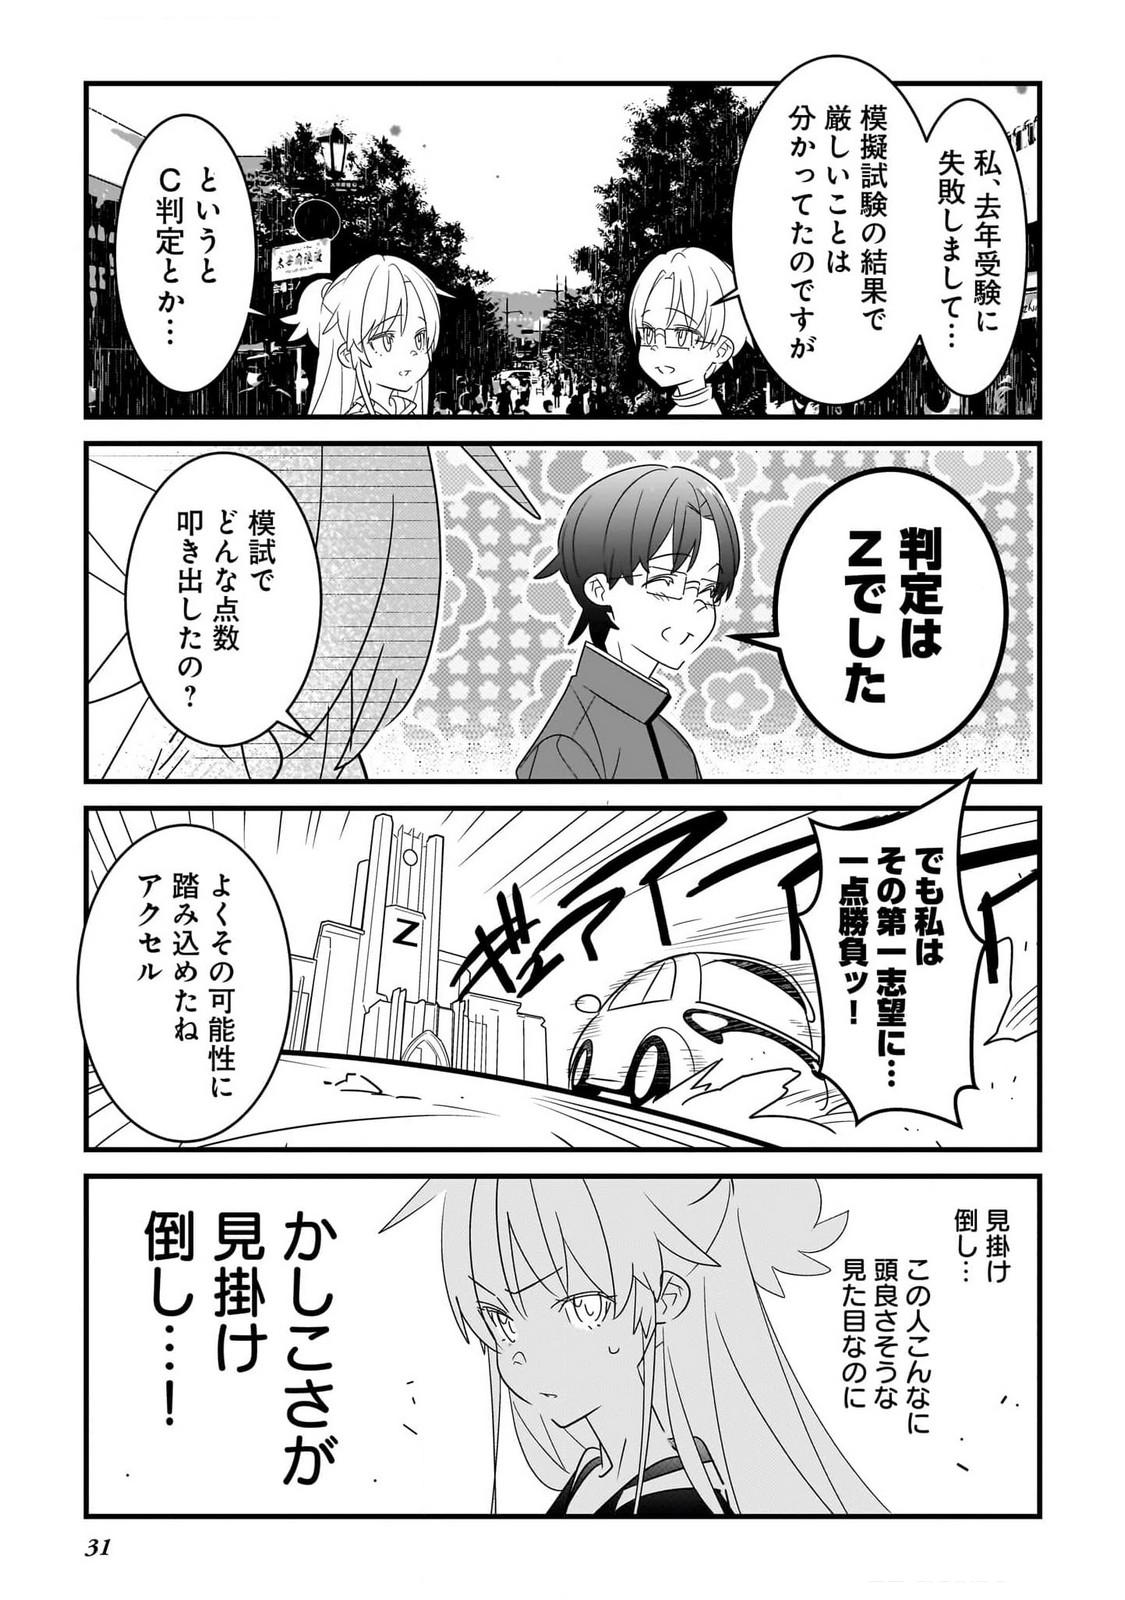 私、去年受験に
失敗しまして…
模擬試験の結果で
厳しいことは
分かってたのですが
というと
C判定とか…
判定は
Zでした
模試で
どんな点数
叩き出したの?
でも私は
その第一志望に…
一点勝負ッ!
ギュアアア
Z
よくその可能性に
踏み込めたね
アクセル
見掛け
倒し…
この人こんなに
頭良さそうな
見た目なのに
かしこさが
見掛け
倒し…!
31